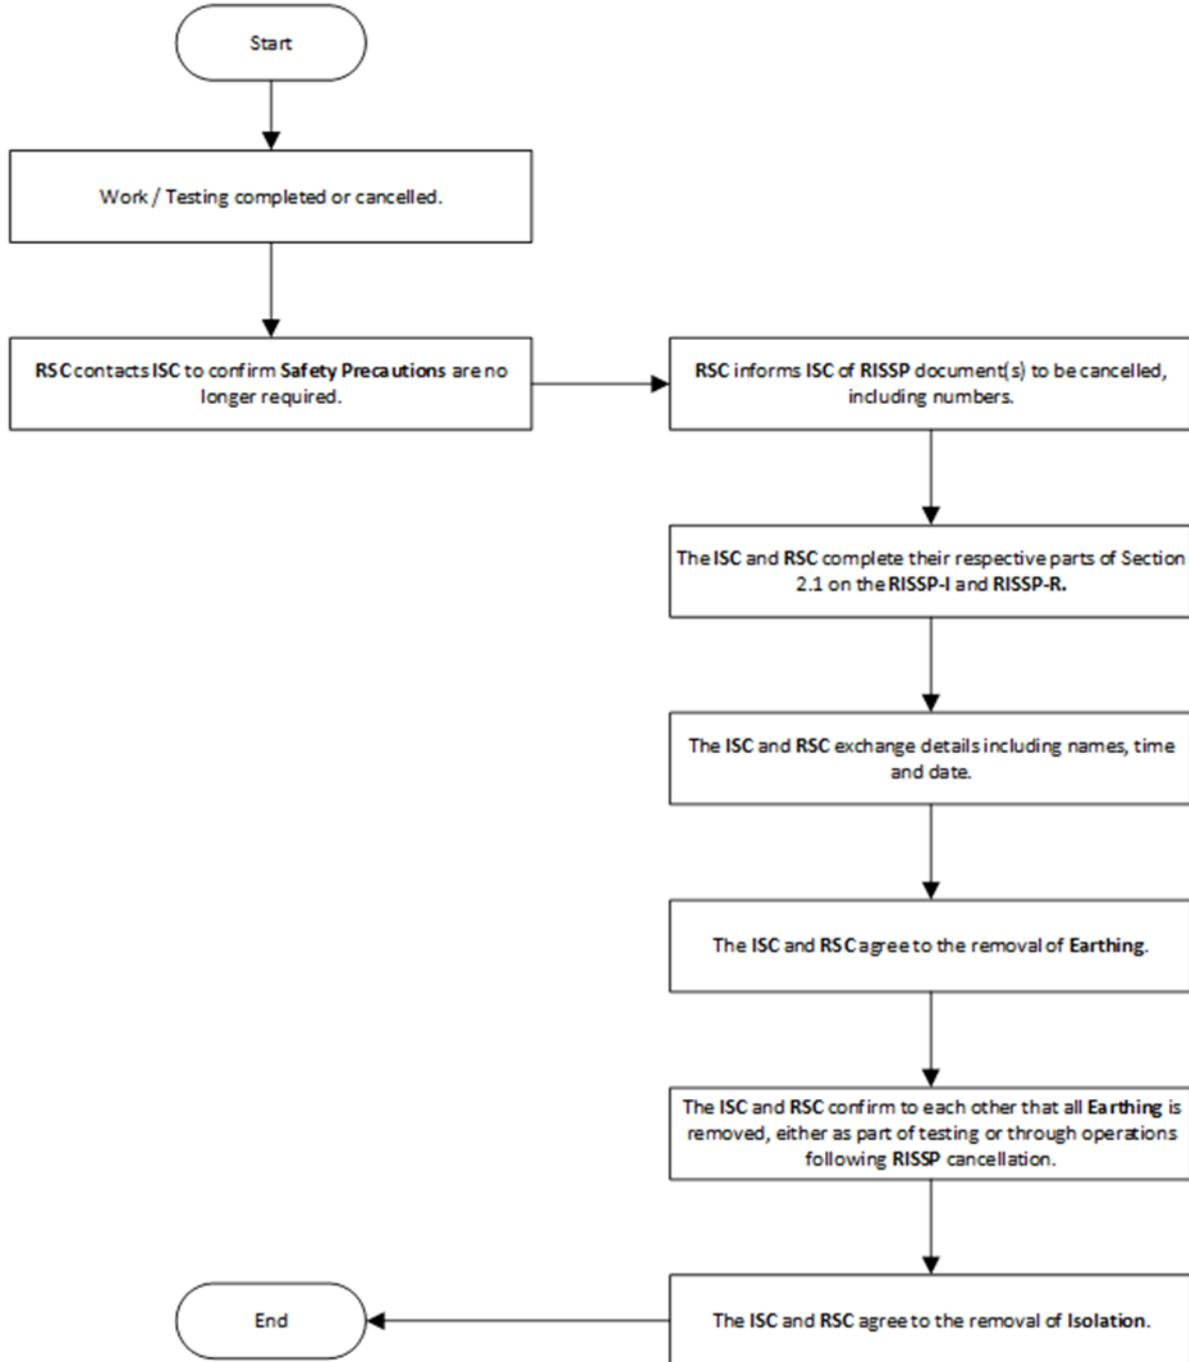 Start
Work / Testing completed or cancelled.
RSC contacts ISC to confirm Safety Precautions are no
longer required.
RSC informs ISC of RISSP document(s) to be cancelled,
including numbers.
The ISC and RSC complete their respective parts of Section
2.1 on the RISSP-I and RISSP-R.
The ISC and RSC exchange details including names, time
and date.
The ISC and RSC agree to the removal of Earthing.
The ISC and RSC confirm to each other that all Earthing is
removed, either as part of testing or through operations
following RISSP cancellation.
The ISC and RSC agree to the removal of Isolation.
End